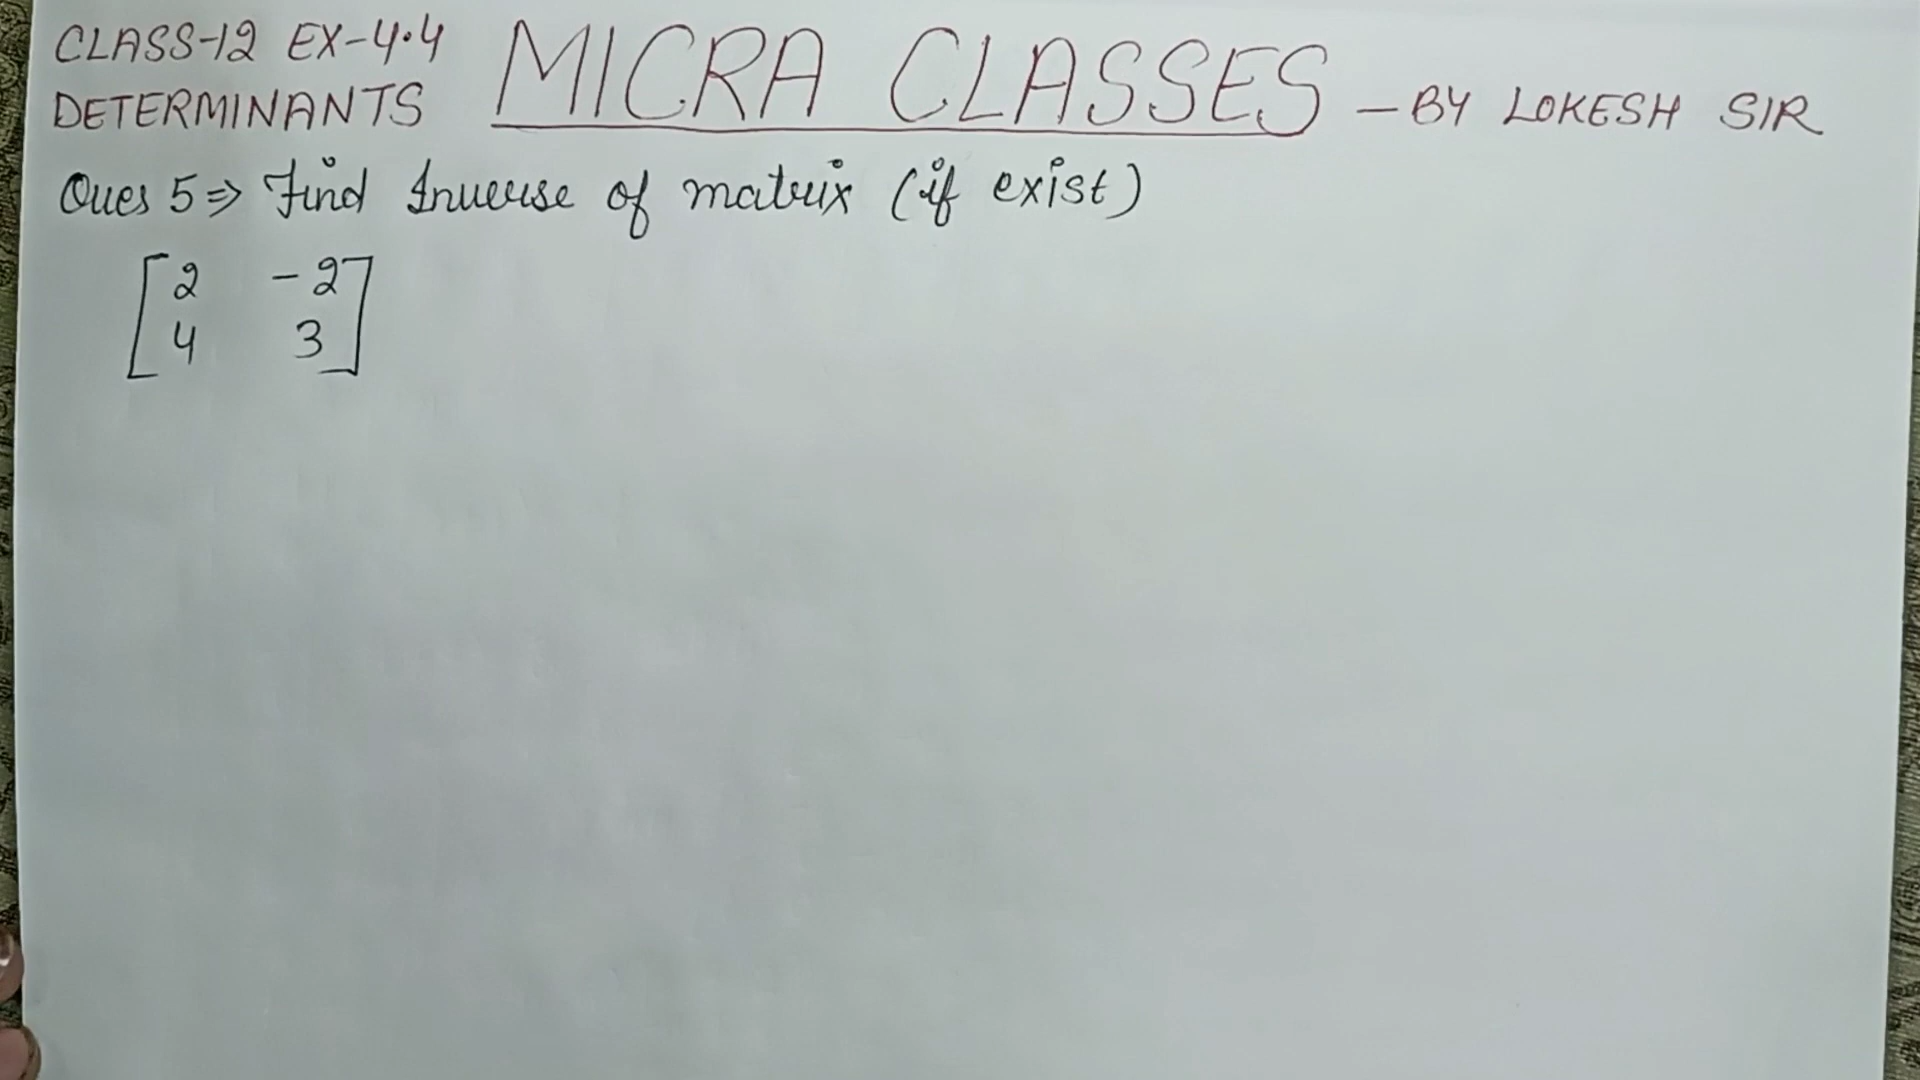 CLASS-12 EX-4.4
DETERMINANTS
MICRA CLASSES - BY LOKESH SIR
Ques 5 ⇒ Find Inverse of matrix (if exist)
[2 -2
4 3]